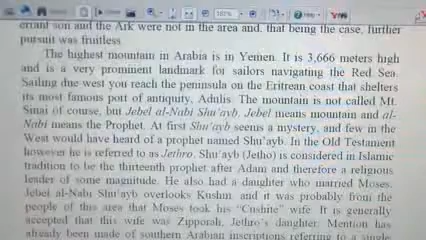 errant son and the Ark were not in the area and, that being the case, further
pursuit was fruitless
The highest mountain in Arabia is in Yemen. It is 3,666 meters high
and is a very prominent landmark for sailors navigating the Red Sea.
Sailing due west you reach the peninsula on the Eritrean coast that shelters
its most famous port of antiquity, Adulis. The mountain is not called Mt.
Sinai of course, but Jebel al-Nabi Shu'ayb. Jebel means mountain and al-
Nabi means the Prophet. At first Shu'ayb seems a mystery, and few in the
West would have heard of a prophet named Shu'ayb. In the Old Testament
however he is referred to as Jethro. Shu'ayb (Jetho) is considered in Islamic
tradition to be the thirteenth prophet after Adam and therefore a religious
leader of some magnitude. He also had a daughter who married Moses.
Jebel al-Nabi Shu'ayb overlooks Kushm and it was probably from the
people of this area that Moses took his "Cushite" wife. It is generally
accepted that this wife was Zipporah, Jethro's daughter. Mention has
already been made of southern Arabian inscriptions referring to a single